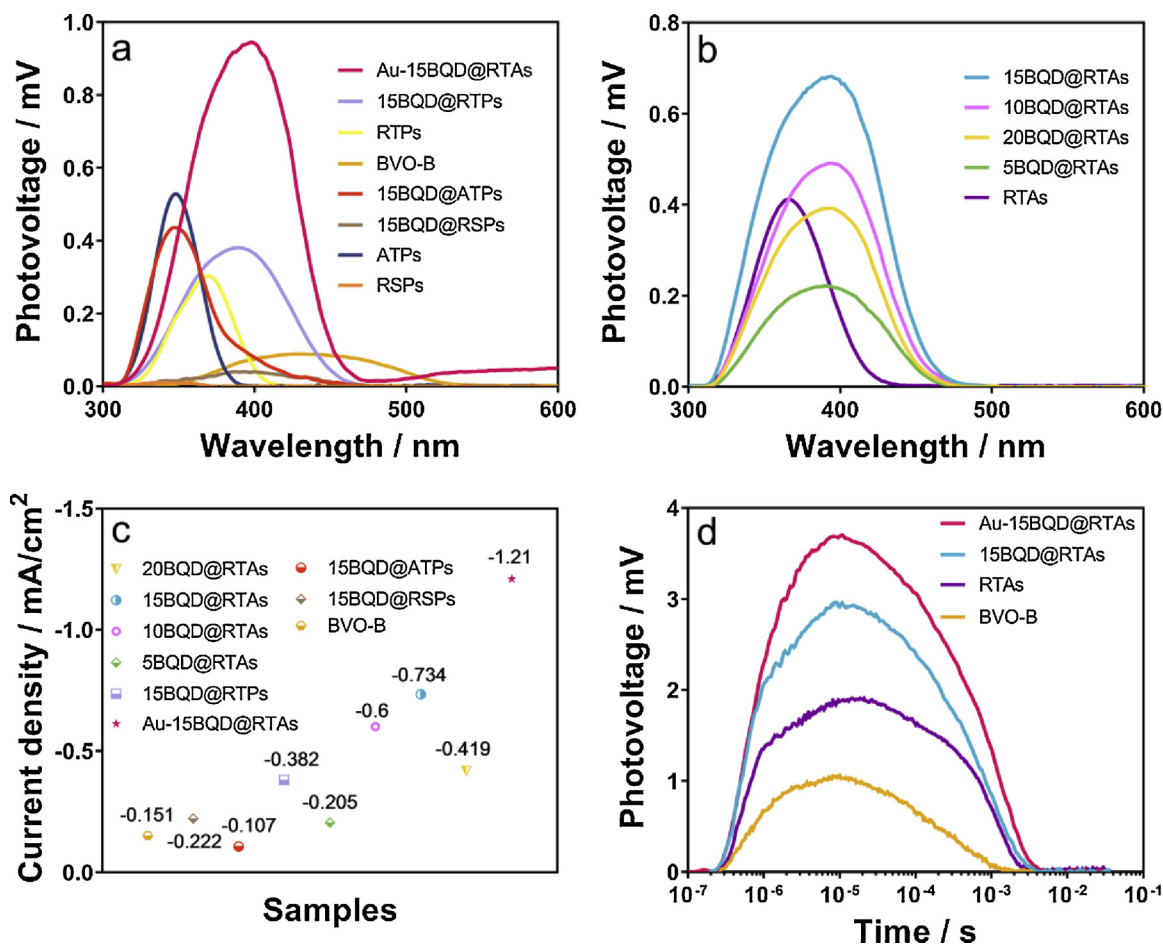 a
Photovoltage / mV
1.0
0.8
0.6
0.4
0.2
0.0
300
400
500
600
Wavelength / nm
Au-15BQD@RTAs
15BQD@RTPs
RTPs
BVO-B
15BQD@ATPs
15BQD@RSPs
ATPs
RSPs
b
Photovoltage / mV
0.8
0.6
0.4
0.2
0.0
300
400
500
600
Wavelength / nm
15BQD@RTAs
10BQD@RTAs
20BQD@RTAs
5BQD@RTAs
RTAs
c
Current density / mA/cm²
-1.5
-1.0
-0.5
0.0
Samples
20BQD@RTAs
15BQD@RTAs
10BQD@RTAs
5BQD@RTAs
15BQD@RTPs
Au-15BQD@RTAs
15BQD@ATPs
15BQD@RSPs
BVO-B
-0.151
-0.222
-0.107
-0.382
-0.205
-0.6
-0.734
-0.419
-1.21
d
Photovoltage / mV
4
3
2
1
0
10⁻⁷
10⁻⁶
10⁻⁵
10⁻⁴
10⁻³
10⁻²
10⁻¹
Time / s
Au-15BQD@RTAs
15BQD@RTAs
RTAs
BVO-B